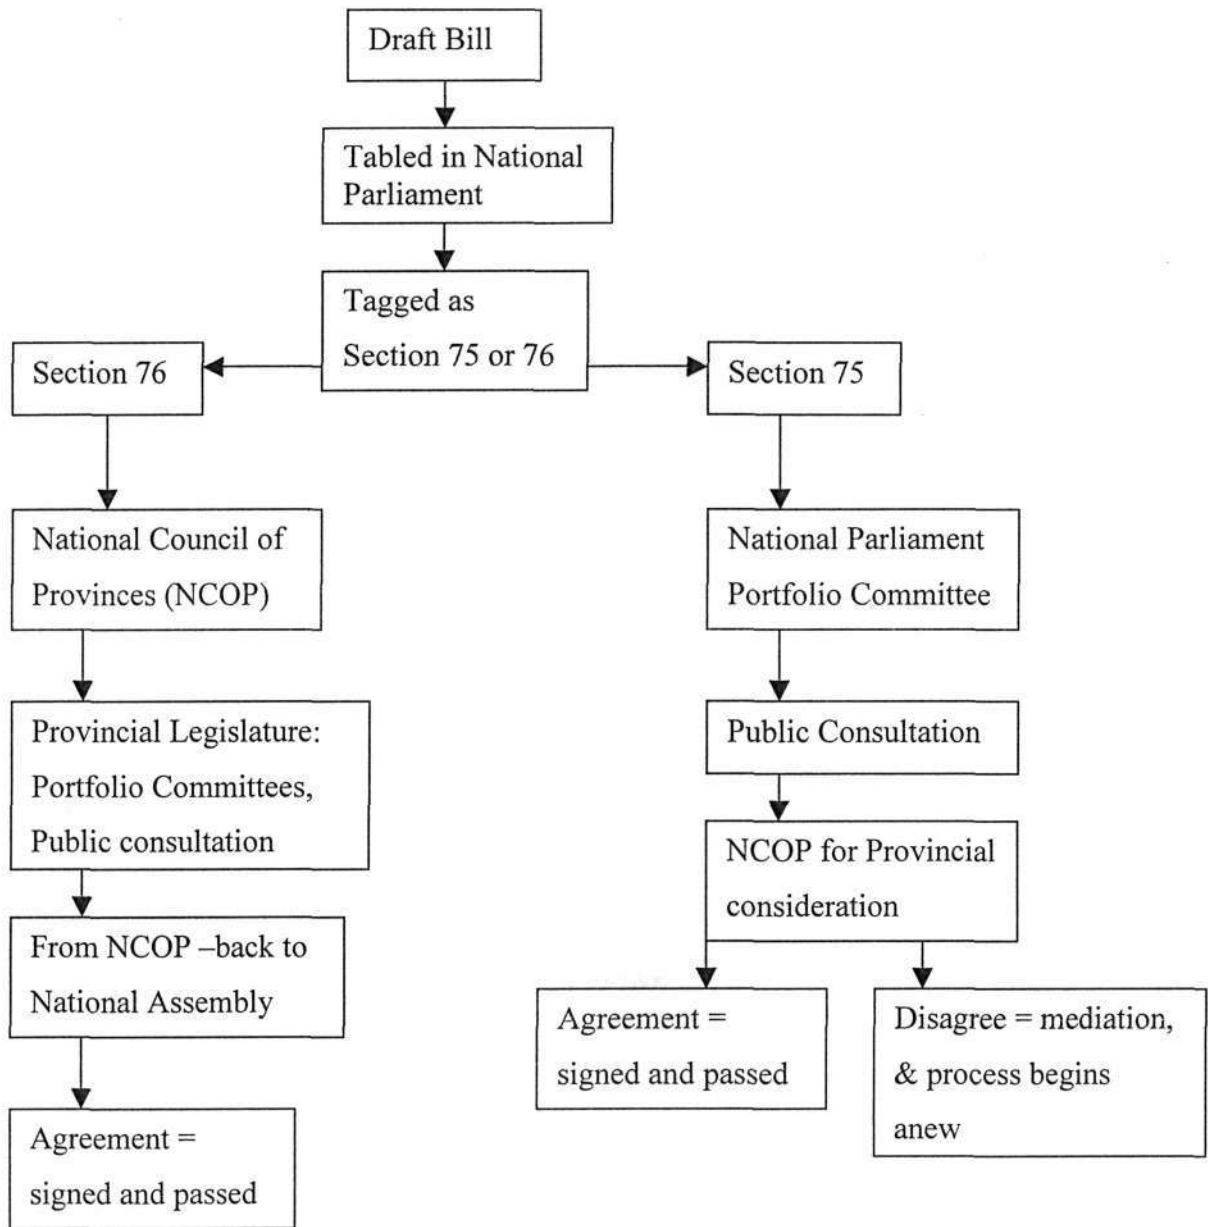 Draft Bill
Tabled in National
Parliament
Tagged as
Section 75 or 76
Section 76
Section 75
National Council of
Provinces (NCOP)
Provincial Legislature:
Portfolio Committees,
Public consultation
From NCOP –back to
National Assembly
Agreement =
signed and passed
National Parliament
Portfolio Committee
Public Consultation
NCOP for Provincial
consideration
Agreement =
signed and passed
Disagree = mediation,
& process begins
anew